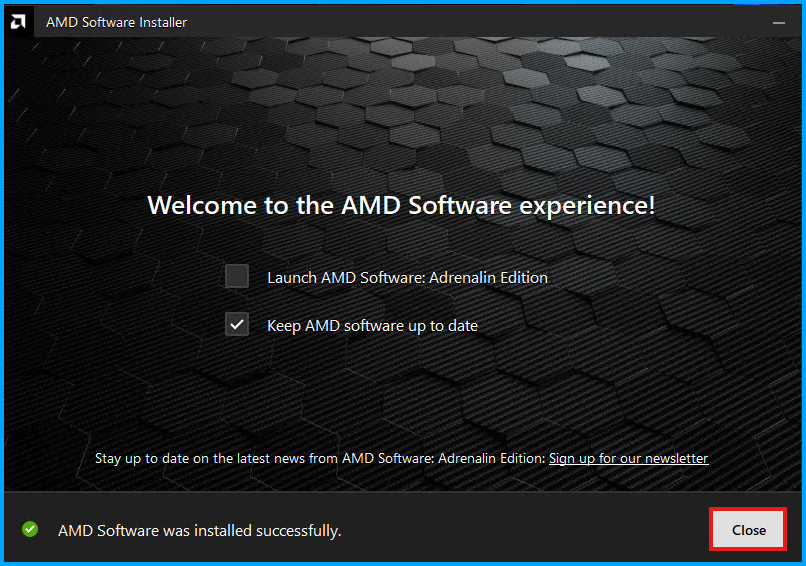 AMD Software Installer
Welcome to the AMD Software experience!
Launch AMD Software: Adrenalin Edition
Keep AMD software up to date
Stay up to date on the latest news from AMD Software: Adrenalin Edition: Sign up for our newsletter
AMD Software was installed successfully.
Close